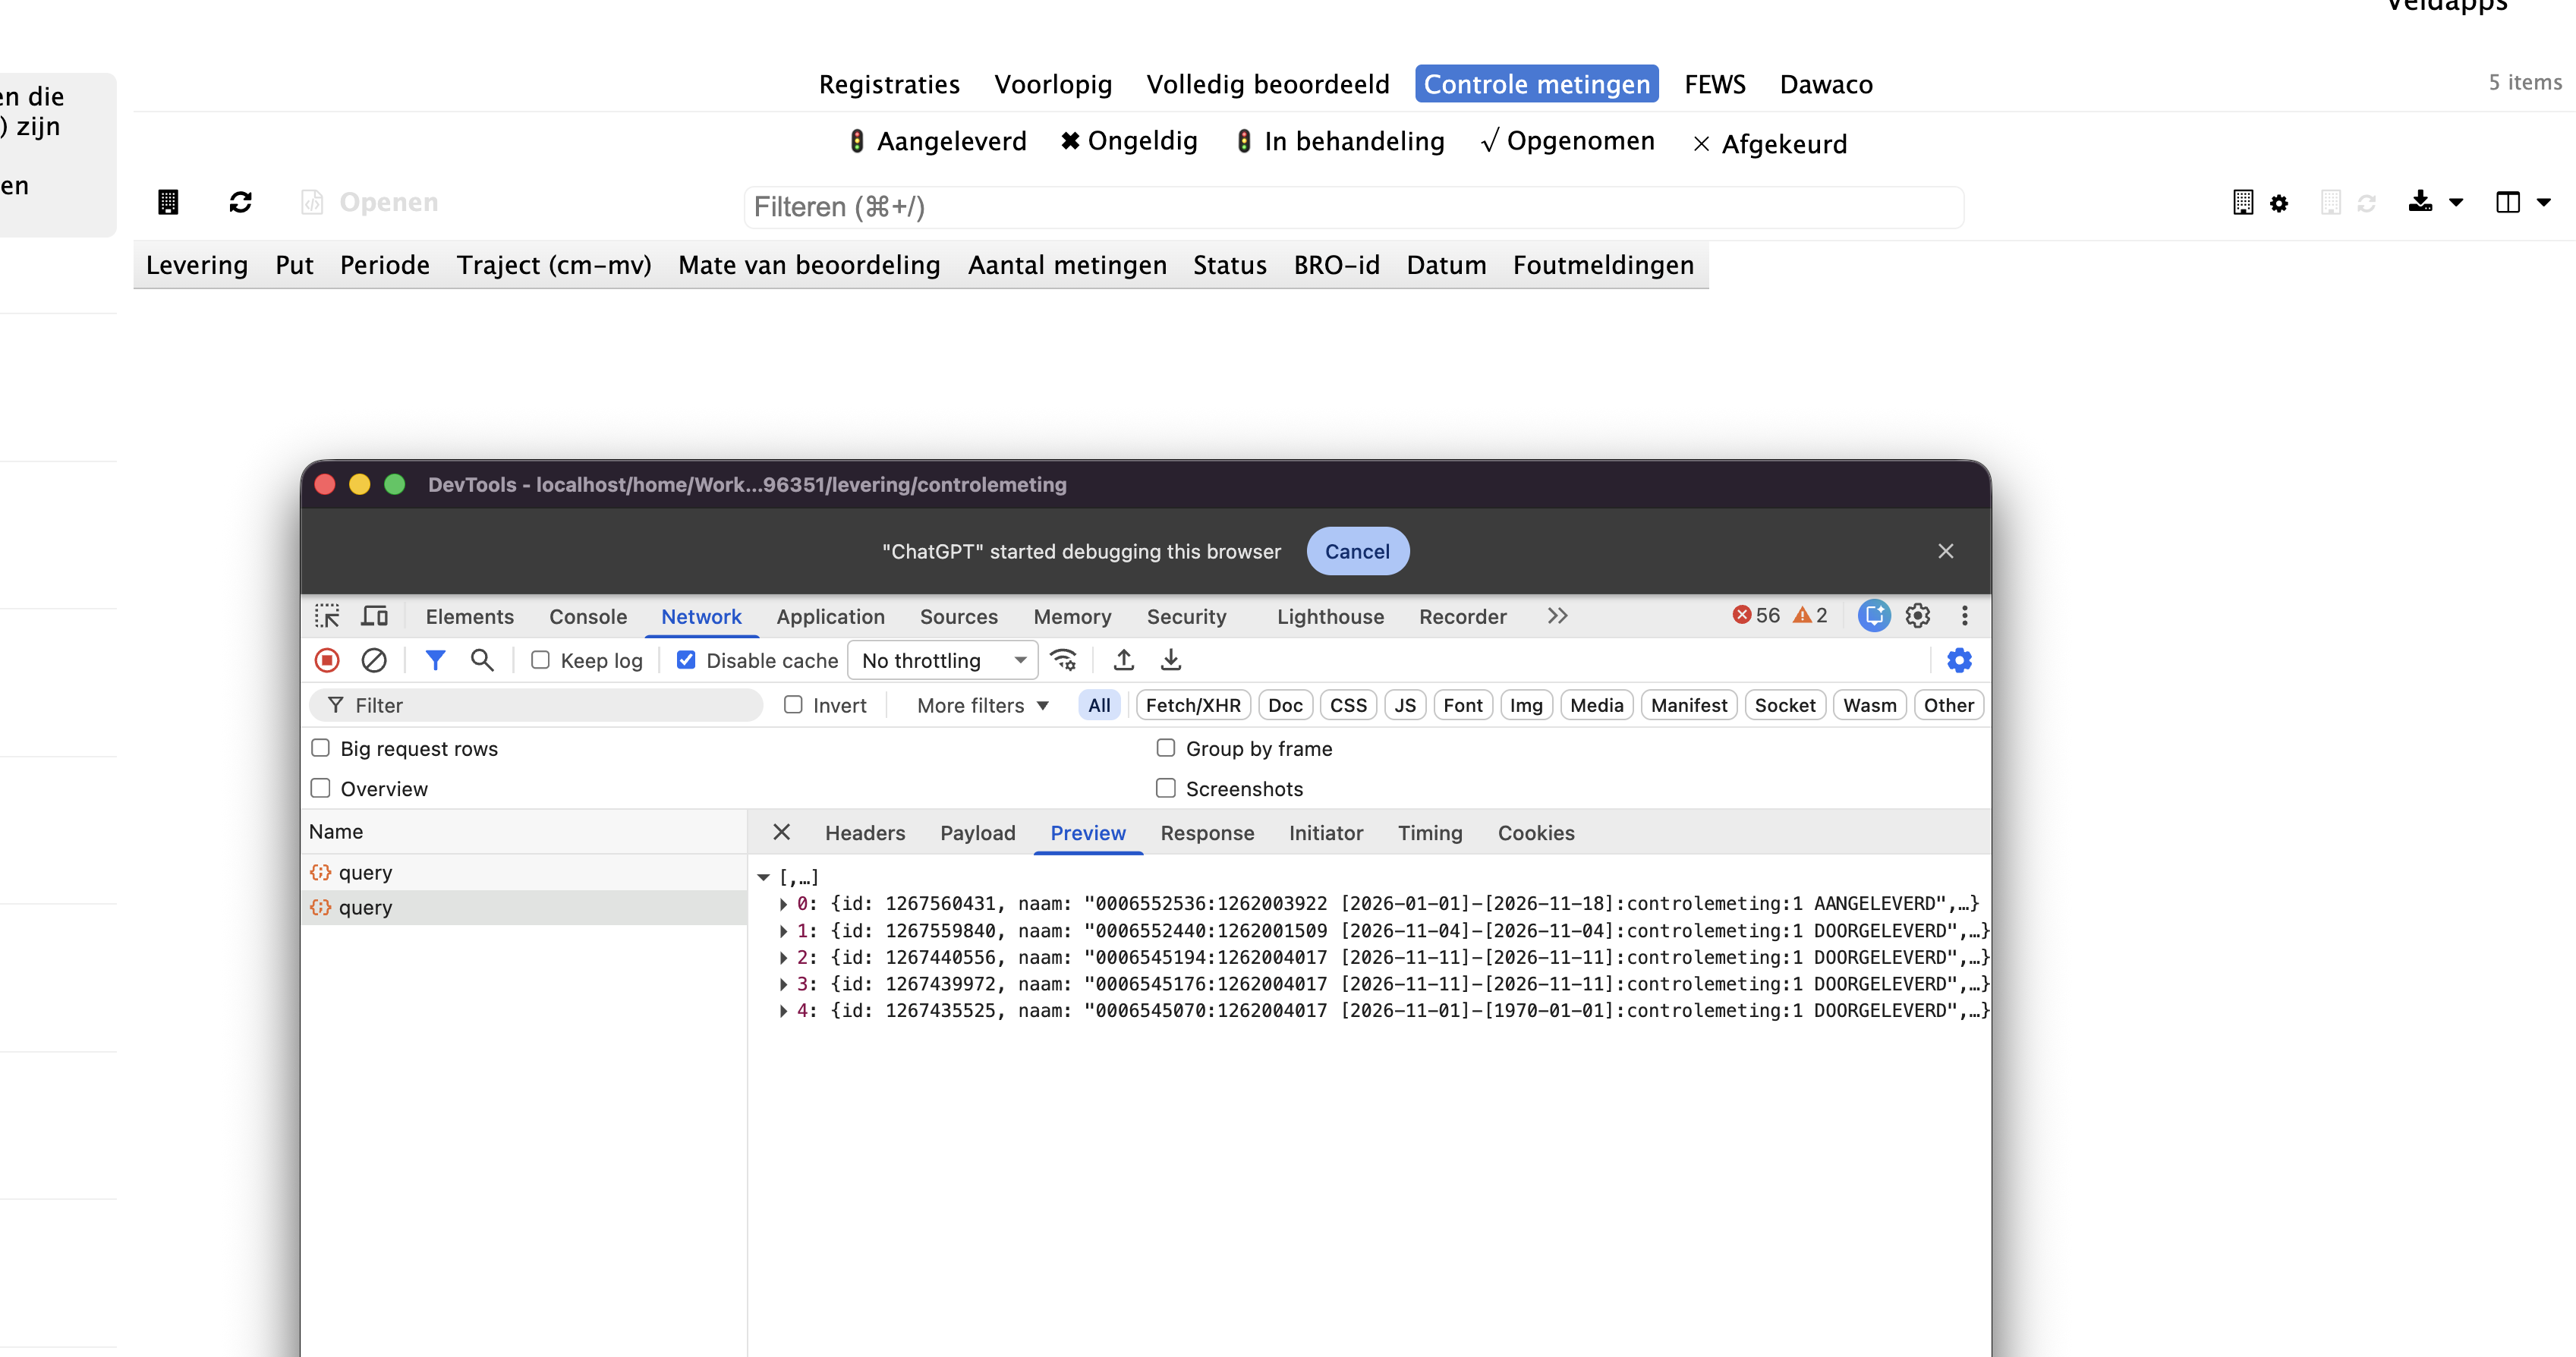 Veldapps
en die
) zijn
en
Registraties Voorlopig Volledig beoordeeld Controle metingen FEWS Dawaco
5 items
Aangeleverd ✖ Ongeldig In behandeling √ Opgenomen × Afgekeurd
Openen
Filteren (⌘+/)
Levering Put Periode Traject (cm-mv) Mate van beoordeling Aantal metingen Status BRO-id Datum Foutmeldingen
DevTools - localhost/home/Work...96351/levering/controlemeting
"ChatGPT" started debugging this browser Cancel
Elements Console Network Application Sources Memory Security Lighthouse Recorder 56 2
Keep log Disable cache No throttling
Filter Invert More filters All Fetch/XHR Doc CSS JS Font Img Media Manifest Socket Wasm Other
Big request rows Group by frame
Overview Screenshots
Name
query
query
Headers Payload Preview Response Initiator Timing Cookies
[,…]
0: {id: 1267560431, naam: "0006552536:1262003922 [2026-01-01]-[2026-11-18]:controlemeting:1 AANGELEVERD",…}
1: {id: 1267559840, naam: "0006552440:1262001509 [2026-11-04]-[2026-11-04]:controlemeting:1 DOORGELEVERD",…}
2: {id: 1267440556, naam: "0006545194:1262004017 [2026-11-11]-[2026-11-11]:controlemeting:1 DOORGELEVERD",…}
3: {id: 1267439972, naam: "0006545176:1262004017 [2026-11-11]-[2026-11-11]:controlemeting:1 DOORGELEVERD",…}
4: {id: 1267435525, naam: "0006545070:1262004017 [2026-11-01]-[1970-01-01]:controlemeting:1 DOORGELEVERD",…}